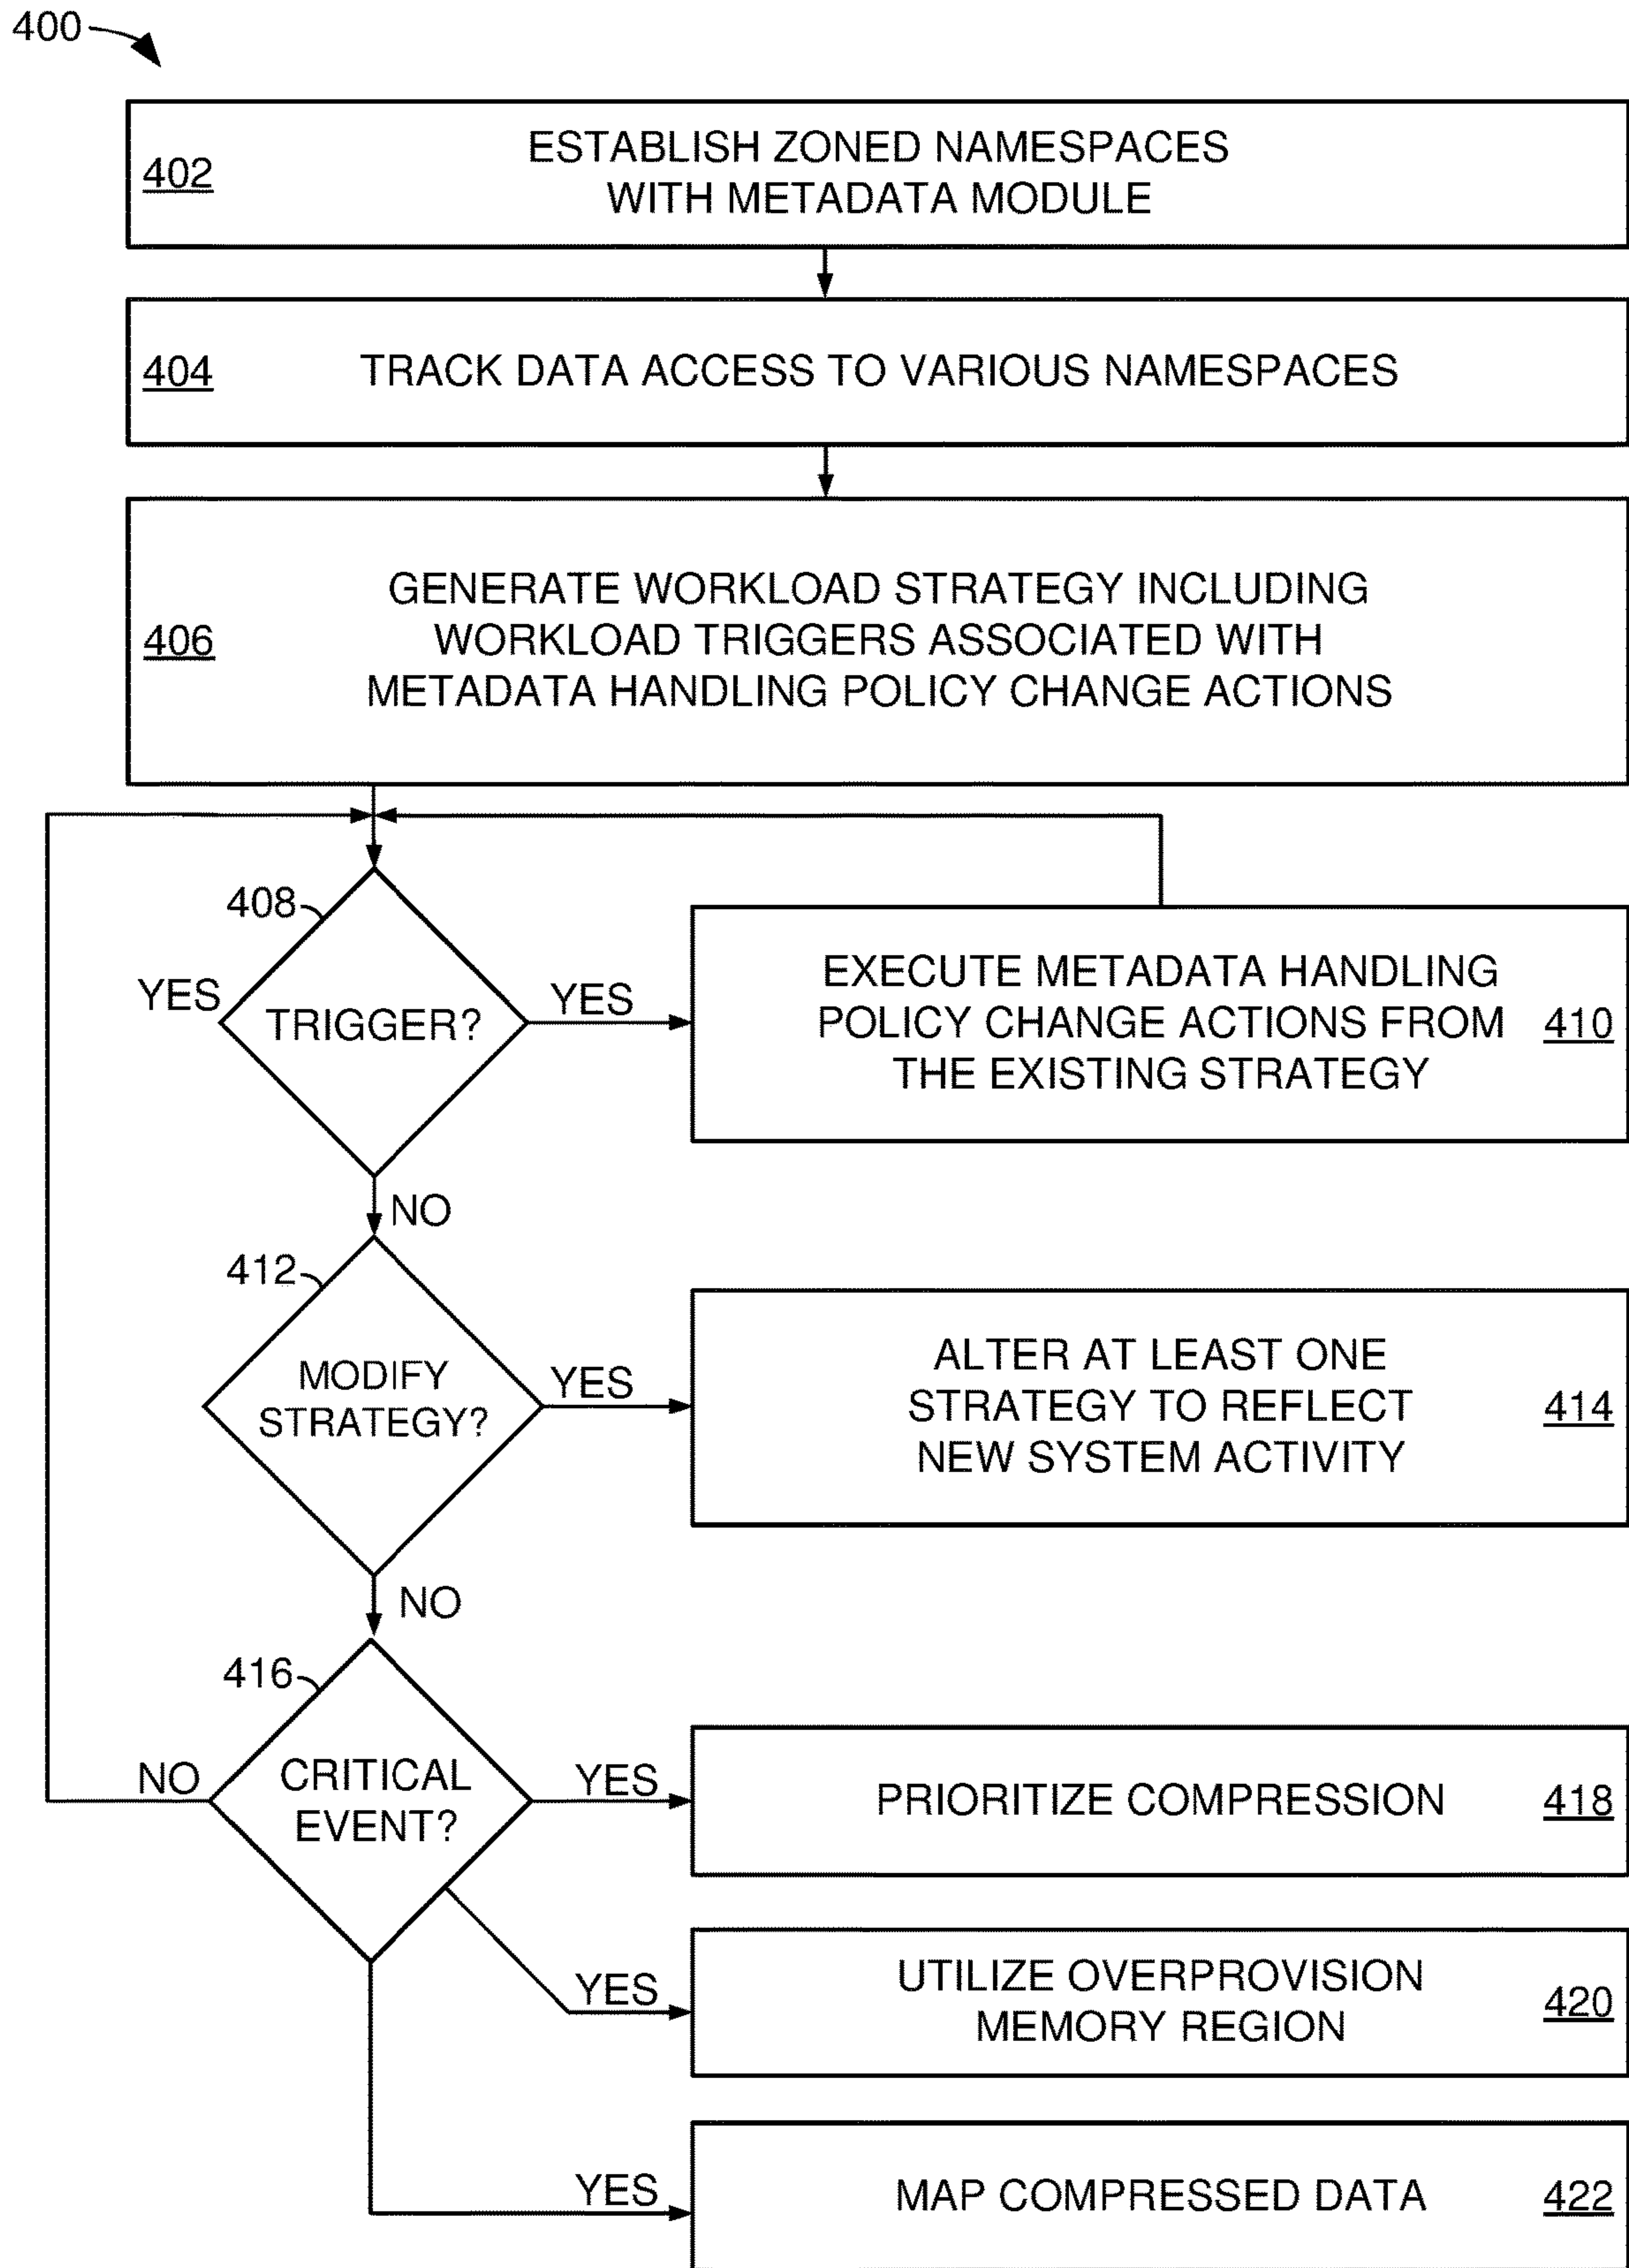 400
402
ESTABLISH ZONED NAMESPACES
WITH METADATA MODULE
404
TRACK DATA ACCESS TO VARIOUS NAMESPACES
406
GENERATE WORKLOAD STRATEGY INCLUDING
WORKLOAD TRIGGERS ASSOCIATED WITH
METADATA HANDLING POLICY CHANGE ACTIONS
408
YES
TRIGGER?
YES
EXECUTE METADATA HANDLING
POLICY CHANGE ACTIONS FROM
THE EXISTING STRATEGY
410
NO
412
MODIFY
STRATEGY?
YES
ALTER AT LEAST ONE
STRATEGY TO REFLECT
NEW SYSTEM ACTIVITY
414
NO
416
NO
CRITICAL
EVENT?
YES
PRIORITIZE COMPRESSION
418
YES
UTILIZE OVERPROVISION
MEMORY REGION
420
YES
MAP COMPRESSED DATA
422